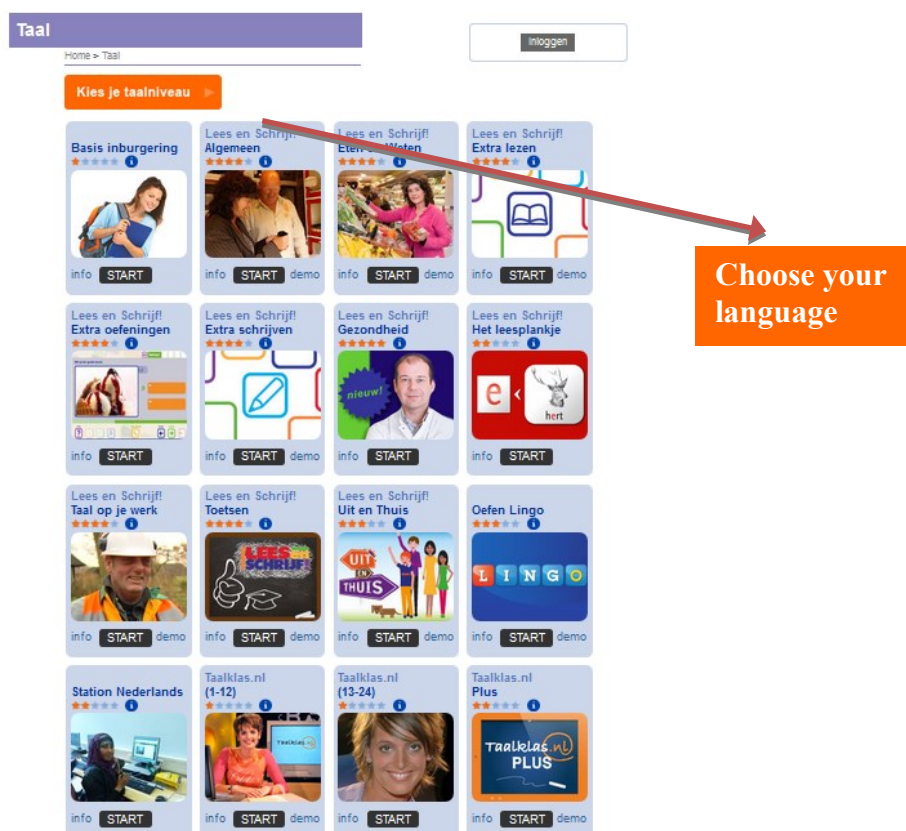 Taal
Inloggen
Home > Taal
Kies je taalniveau
Choose your
language
Basis inburgering
info START
Lees en Schrijf!
Algemeen
info START demo
Lees en Schrijf!
Eten en Weten
info START demo
Lees en Schrijf!
Extra lezen
info START demo
Lees en Schrijf!
Extra oefeningen
info START
Lees en Schrijf!
Extra schrijven
info START demo
Lees en Schrijf!
Gezondheid
nieuw!
info START
Lees en Schrijf!
Het leesplankje
e
hert
info START
Lees en Schrijf!
Taal op je werk
info START demo
Lees en Schrijf!
Toetsen
LEES en
SCHRIJF!
info START demo
Lees en Schrijf!
Uit en Thuis
UIT
EN
THUIS
info START demo
Oefen Lingo
LINGO
info START demo
Station Nederlands
info START
Taalklas.nl
(1-12)
Taalklas.nl
info START
Taalklas.nl
(13-24)
info START
Taalklas.nl
Plus
Taalklas.nl
PLUS
info START demo